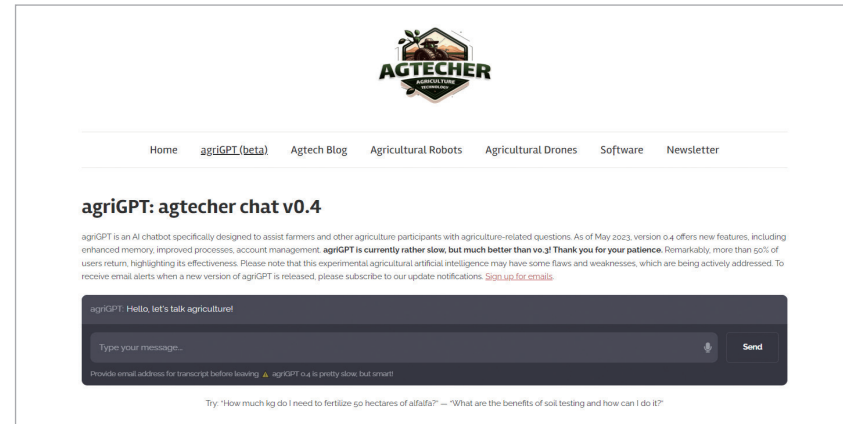 AGTECHER
AGRICULTURE
TECHNOLOGY
Home agriGPT (beta) Agtech Blog Agricultural Robots Agricultural Drones Software Newsletter
agriGPT: agtecher chat v0.4
agriGPT is an AI chatbot specifically designed to assist farmers and other agriculture participants with agriculture-related questions. As of May 2023, version 0.4 offers new features, including
enhanced memory, improved processes, account management. agriGPT is currently rather slow, but much better than v0.3! Thank you for your patience. Remarkably, more than 50% of
users return, highlighting its effectiveness. Please note that this experimental agricultural artificial intelligence may have some flaws and weaknesses, which are being actively addressed. To
receive email alerts when a new version of agriGPT is released, please subscribe to our update notifications. Sign up for emails.
agriGPT: Hello, let's talk agriculture!
Type your message... Send
Provide email address for transcript before leaving. ⚠ agriGPT 0.4 is pretty slow, but smart!
Try: "How much kg do I need to fertilize 50 hectares of alfalfa?" — "What are the benefits of soil testing and how can I do it?"